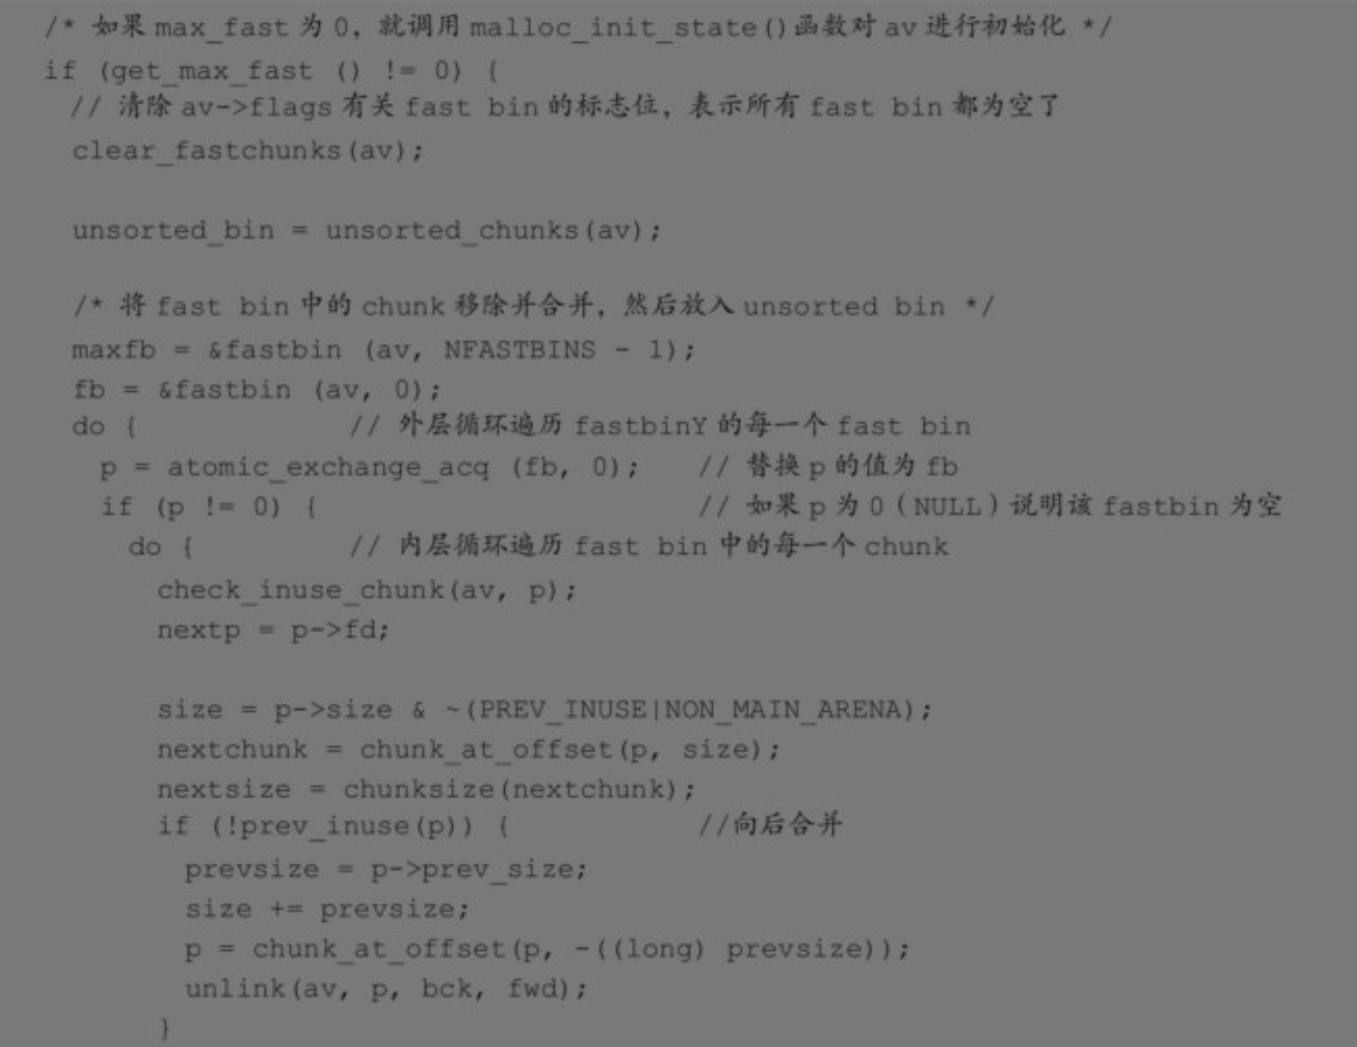 /* 如果 max_fast 为 0，就调用 malloc_init_state()函数对 av 进行初始化 */
if (get_max_fast () != 0) {
// 清除 av->flags 有关 fast bin 的标志位，表示所有 fast bin 都为空了
clear_fastchunks(av);
unsorted_bin = unsorted_chunks(av);
/* 将 fast bin 中的 chunk 移除并合并，然后放入 unsorted bin */
maxfb = &fastbin (av, NFASTBINS - 1);
fb = &fastbin (av, 0);
do { // 外层循环遍历 fastbinY 的每一个 fast bin
p = atomic_exchange_acq (fb, 0); // 替换 p 的值为 fb
if (p != 0) { // 如果 p 为 0（NULL）说明该 fastbin 为空
do { // 内层循环遍历 fast bin 中的每一个 chunk
check_inuse_chunk(av, p);
nextp = p->fd;
size = p->size & ~(PREV_INUSE|NON_MAIN_ARENA);
nextchunk = chunk_at_offset(p, size);
nextsize = chunksize(nextchunk);
if (!prev_inuse(p)) { //向后合并
prevsize = p->prev_size;
size += prevsize;
p = chunk_at_offset(p, -((long) prevsize));
unlink(av, p, bck, fwd);
}